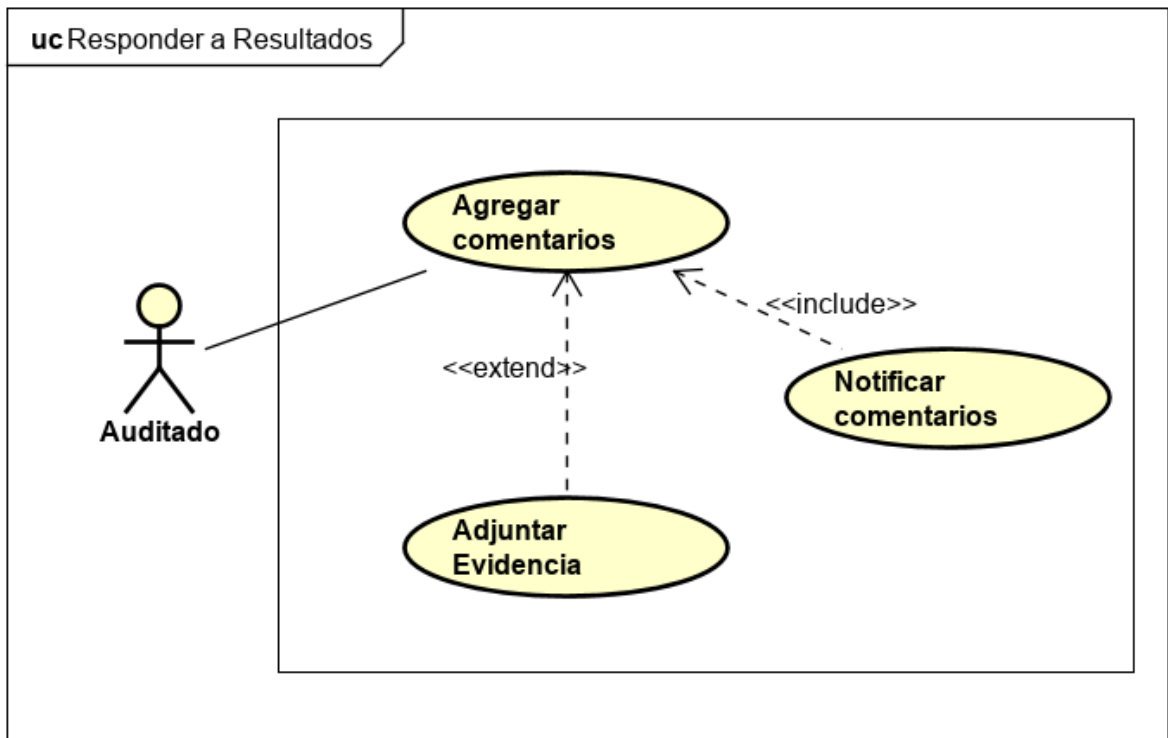 uc Responder a Resultados
Agregar
comentarios
<<include>>
<<extend>>
Notificar
comentarios
Auditado
Adjuntar
Evidencia